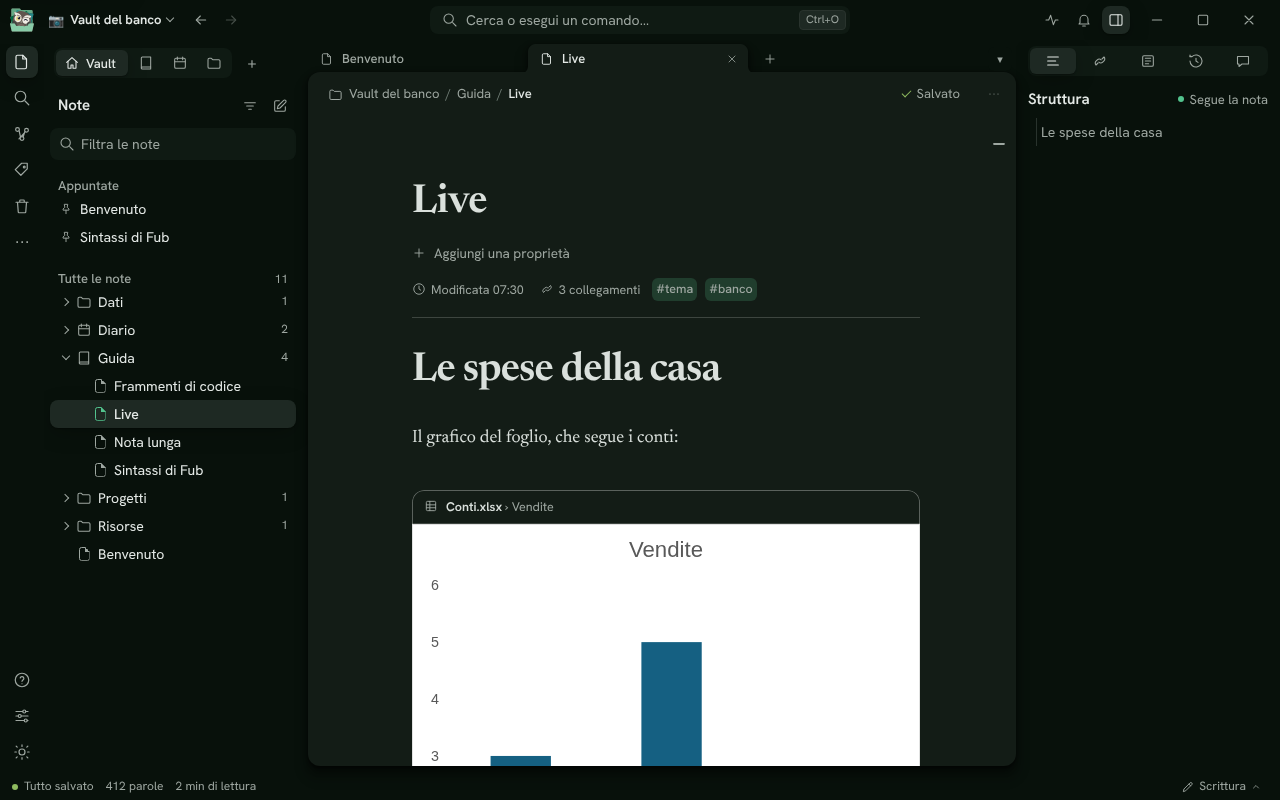 Vault del banco
Cerca o esegui un comando...
Ctrl+O
Vault
Benvenuto
Live
Note
Filtra le note
Appuntate
Benvenuto
Sintassi di Fub
Tutte le note 11
Dati 1
Diario 2
Guida 4
Frammenti di codice
Live
Nota lunga
Sintassi di Fub
Progetti 1
Risorse 1
Benvenuto
Vault del banco / Guida / Live
Salvato
Live
Aggiungi una proprietà
Modificata 07:30 3 collegamenti #tema #banco
Le spese della casa
Il grafico del foglio, che segue i conti:
Conti.xlsx › Vendite
Vendite
6
5
4
3
Struttura
Segue la nota
Le spese della casa
Tutto salvato 412 parole 2 min di lettura
Scrittura